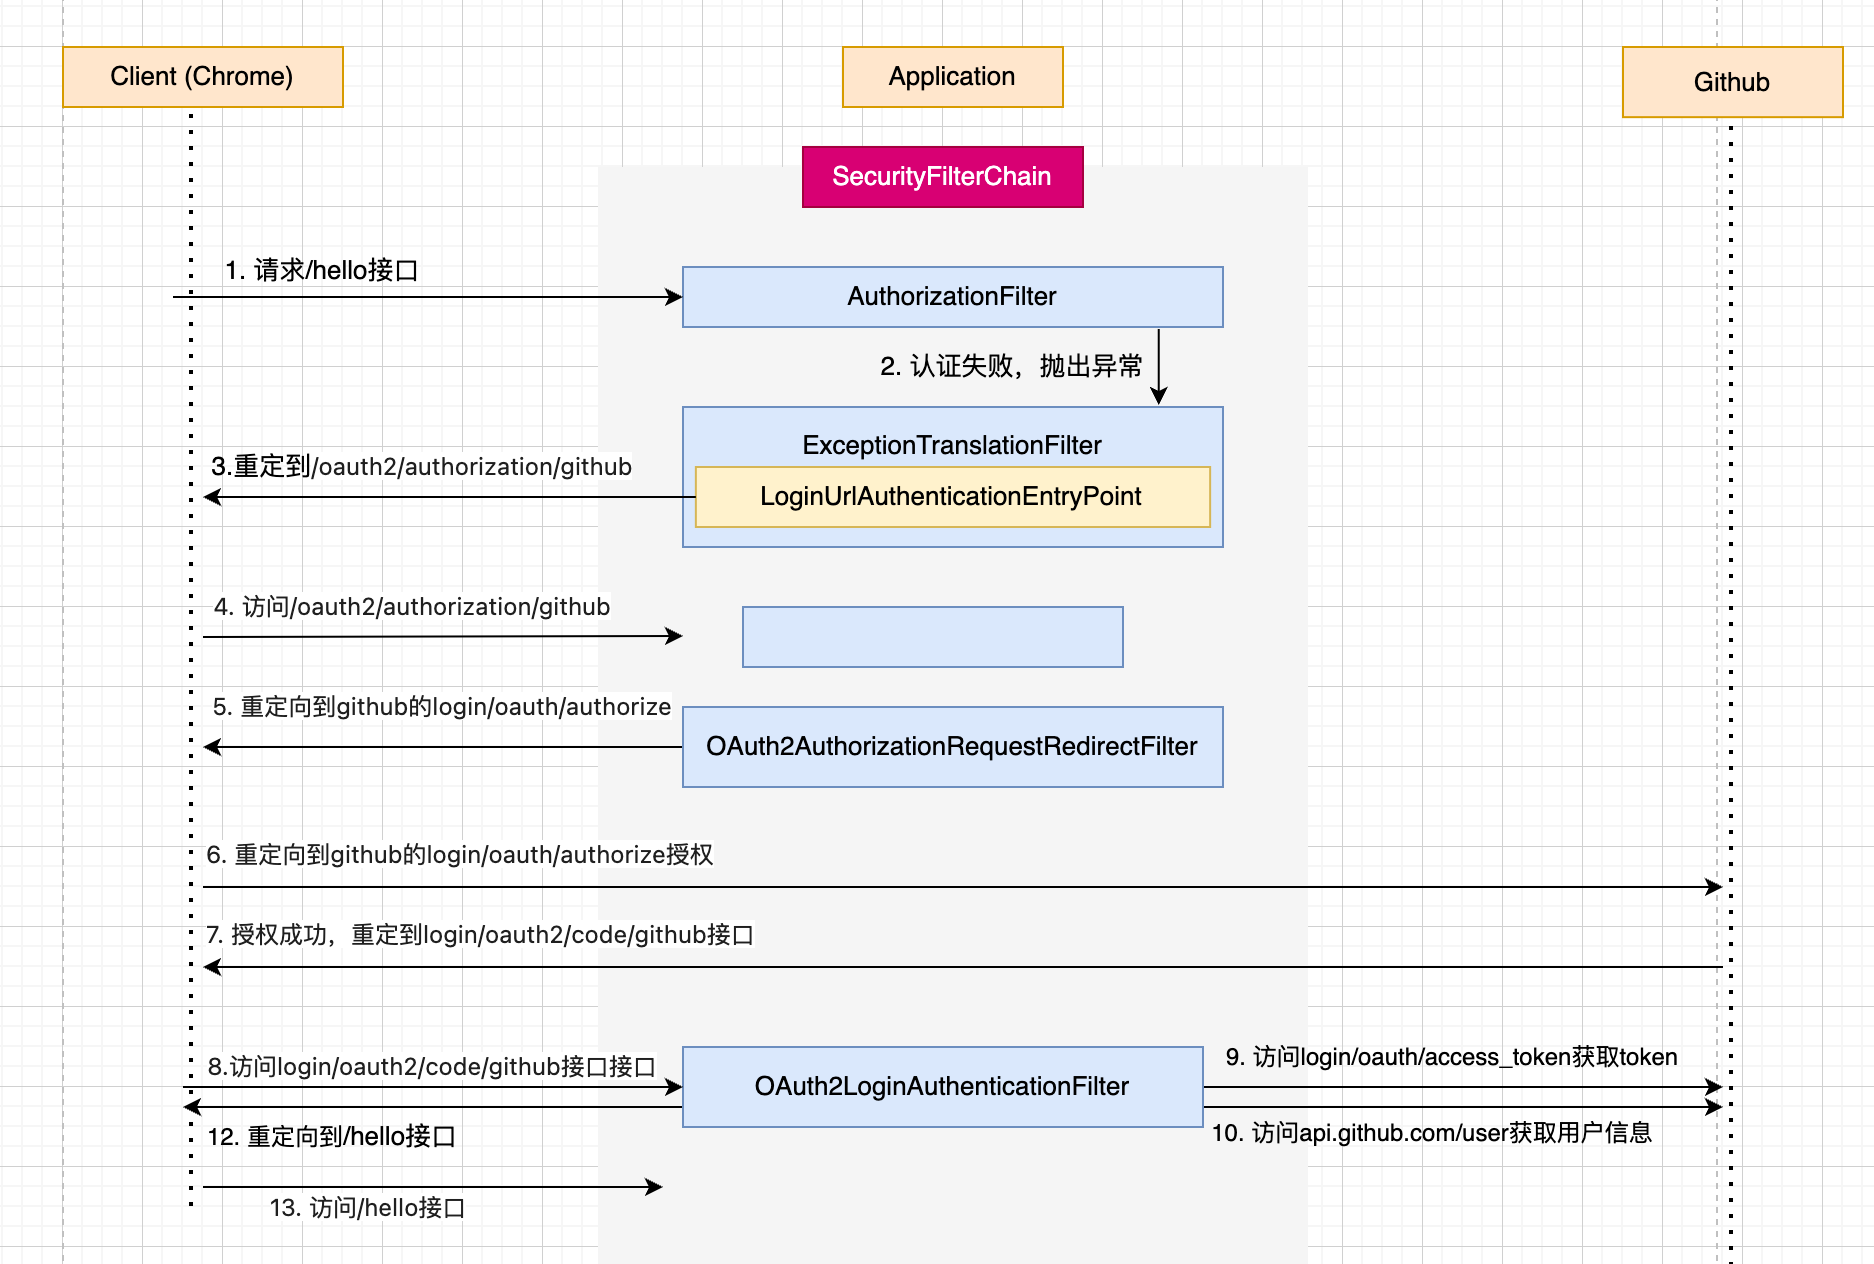 Client (Chrome)
Application
Github
SecurityFilterChain
1. 请求/hello接口
AuthorizationFilter
2. 认证失败，抛出异常
ExceptionTranslationFilter
3.重定到/oauth2/authorization/github
LoginUrlAuthenticationEntryPoint
4. 访问/oauth2/authorization/github
5. 重定向到github的login/oauth/authorize
OAuth2AuthorizationRequestRedirectFilter
6. 重定向到github的login/oauth/authorize授权
7. 授权成功，重定到login/oauth2/code/github接口
8.访问login/oauth2/code/github接口接口
OAuth2LoginAuthenticationFilter
9. 访问login/oauth/access_token获取token
10. 访问api.github.com/user获取用户信息
12. 重定向到/hello接口
13. 访问/hello接口